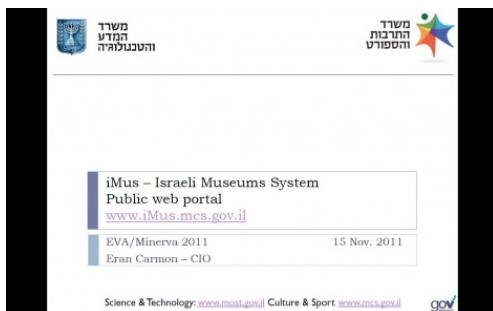 משרד
המדע
והטכנולוגיה
משרד
התרבות
והספורט
iMus – Israeli Museums System
Public web portal
www.iMus.mcs.gov.il
EVA/Minerva 2011 15 Nov. 2011
Eran Carmon – CIO
Science & Technology: www.most.gov.il Culture & Sport www.mcs.gov.il
gov